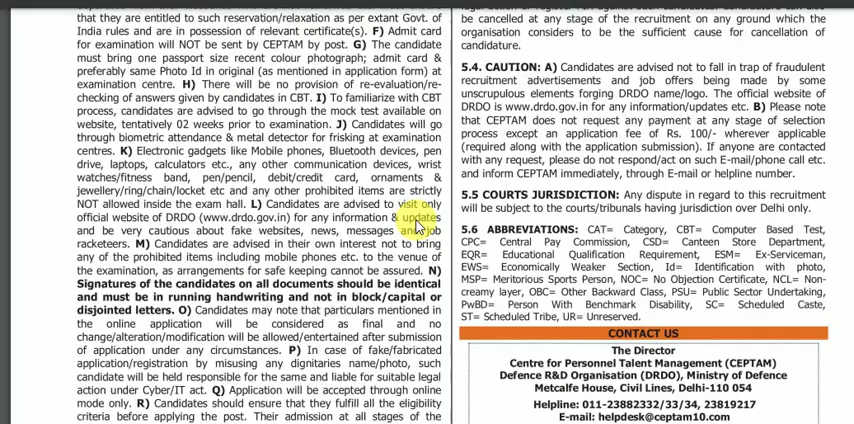 that they are entitled to such reservation/relaxation as per extant Govt. of
India rules and are in possession of relevant certificate(s). F) Admit card
for examination will NOT be sent by CEPTAM by post. G) The candidate
must bring one passport size recent colour photograph; admit card &
preferably same Photo Id in original (as mentioned in application form) at
examination centre. H) There will be no provision of re-evaluation/re-
checking of answers given by candidates in CBT. I) To familiarize with CBT
process, candidates are advised to go through the mock test available on
website, tentatively 02 weeks prior to examination. J) Candidates will go
through biometric attendance & metal detector for frisking at examination
centres. K) Electronic gadgets like Mobile phones, Bluetooth devices, pen
drive, laptops, calculators etc., any other communication devices, wrist
watches/fitness band, pen/pencil, debit/credit card, ornaments &
jewellery/ring/chain/locket etc and any other prohibited items are strictly
NOT allowed inside the exam hall. L) Candidates are advised to visit only
official website of DRDO (www.drdo.gov.in) for any information & updates
and be very cautious about fake websites, news, messages and job
racketeers. M) Candidates are advised in their own interest not to bring
any of the prohibited items including mobile phones etc. to the venue of
the examination, as arrangements for safe keeping cannot be assured. N)
Signatures of the candidates on all documents should be identical
and must be in running handwriting and not in block/capital or
disjointed letters. O) Candidates may note that particulars mentioned in
the online application will be considered as final and no
change/alteration/modification will be allowed/entertained after submission
of application under any circumstances. P) In case of fake/fabricated
application/registration by misusing any dignitaries name/photo, such
candidate will be held responsible for the same and liable for suitable legal
action under Cyber/IT act. Q) Application will be accepted through online
mode only. R) Candidates should ensure that they fulfill all the eligibility
criteria before applying the post. Their admission at all stages of the
be cancelled at any stage of the recruitment on any ground which the
organisation considers to be the sufficient cause for cancellation of
candidature.
5.4. CAUTION: A) Candidates are advised not to fall in trap of fraudulent
recruitment advertisements and job offers being made by some
unscrupulous elements forging DRDO name/logo. The official website of
DRDO is www.drdo.gov.in for any information/updates etc. B) Please note
that CEPTAM does not request any payment at any stage of selection
process except an application fee of Rs. 100/- wherever applicable
(required along with the application submission). If anyone are contacted
with any request, please do not respond/act on such E-mail/phone call etc.
and inform CEPTAM immediately, through E-mail or helpline number.
5.5 COURTS JURISDICTION: Any dispute in regard to this recruitment
will be subject to the courts/tribunals having jurisdiction over Delhi only.
5.6 ABBREVIATIONS: CAT= Category, CBT= Computer Based Test,
CPC= Central Pay Commission, CSD= Canteen Store Department,
EQR= Educational Qualification Requirement, ESM= Ex-Serviceman,
EWS= Economically Weaker Section, Id= Identification with photo,
MSP= Meritorious Sports Person, NOC= No Objection Certificate, NCL= Non-
creamy layer, OBC= Other Backward Class, PSU= Public Sector Undertaking,
PwBD= Person With Benchmark Disability, SC= Scheduled Caste,
ST= Scheduled Tribe, UR= Unreserved.
CONTACT US
The Director
Centre for Personnel Talent Management (CEPTAM)
Defence R&D Organisation (DRDO), Ministry of Defence
Metcalfe House, Civil Lines, Delhi-110 054
Helpline: 011-23882332/33/34, 23819217
E-mail: helpdesk@ceptam10.com